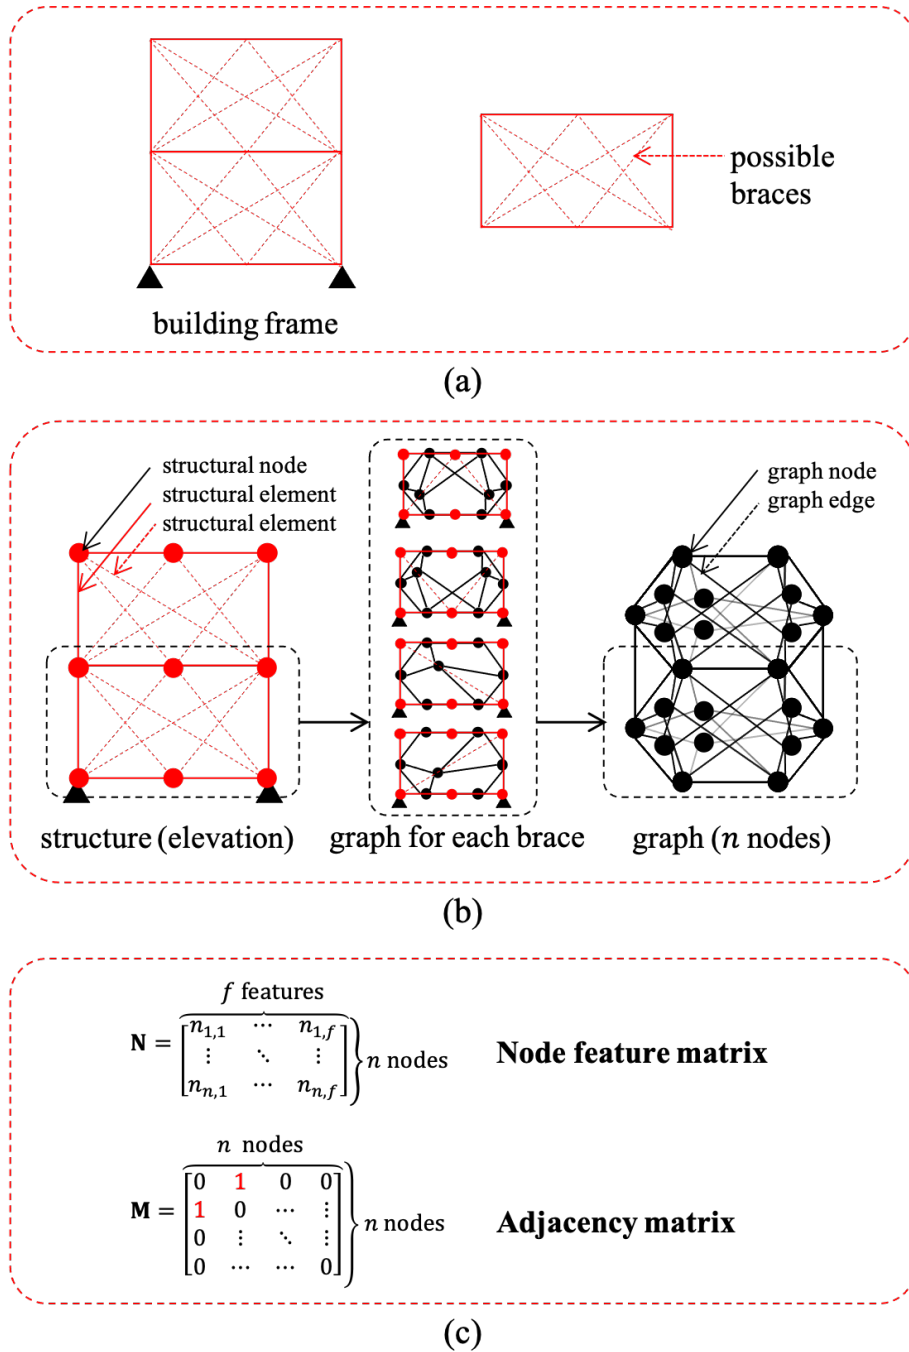 possible
braces
building frame
(a)
structural node
structural element
structural element
graph node
graph edge
structure (elevation)
graph for each brace
graph (n nodes)
(b)
f features
N = [n1,1 ⋯ n1,f
⋮ ⋱ ⋮
nn,1 ⋯ nn,f] } n nodes
Node feature matrix
n nodes
M = [0 1 0 0
1 0 ⋯ ⋮
0 ⋮ ⋱ ⋮
0 ⋯ ⋯ 0] } n nodes
Adjacency matrix
(c)